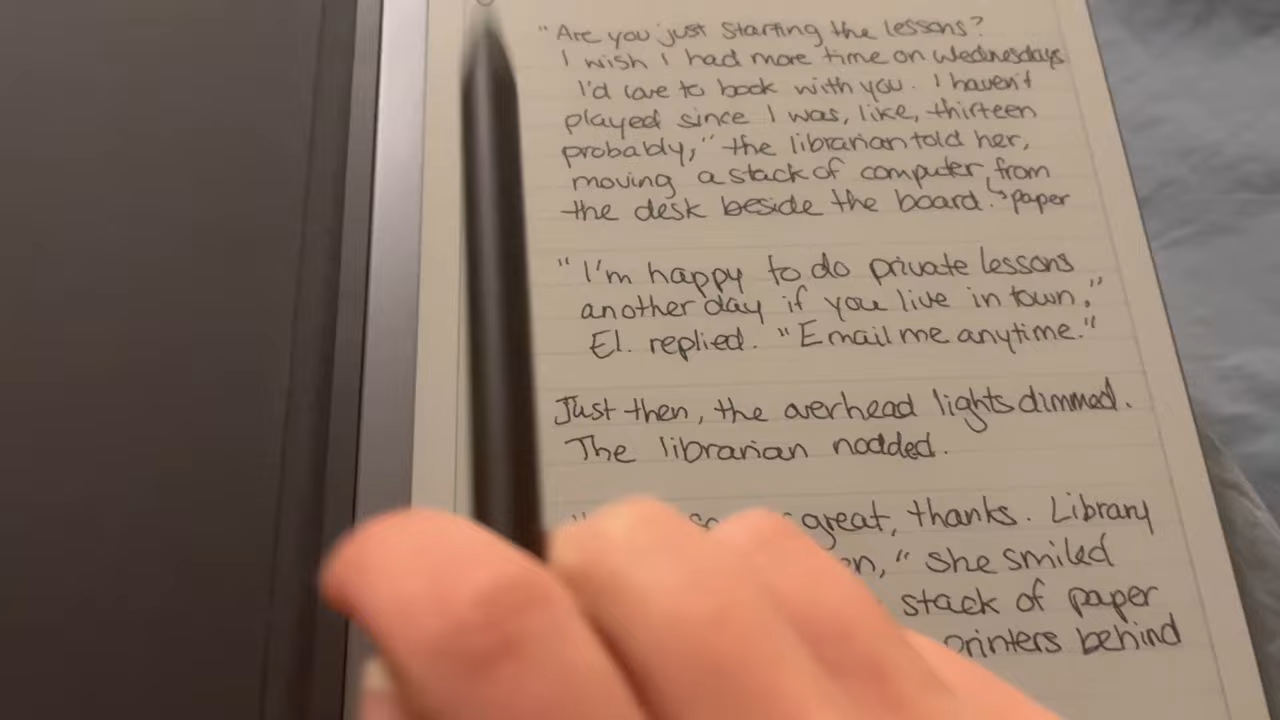 "Are you just starting the lessons?
I wish I had more time on Wednesdays
I'd love to book with you. I haven't
played since I was, like, thirteen
probably," the librarian told her,
moving a stack of computer, from
the desk beside the board. ↳paper
"I'm happy to do private lessons
another day if you live in town,"
El. replied. "Email me anytime."
Just then, the overhead lights dimmed.
The librarian nodded.
great, thanks. Library
she smiled
stack of paper
printers behind